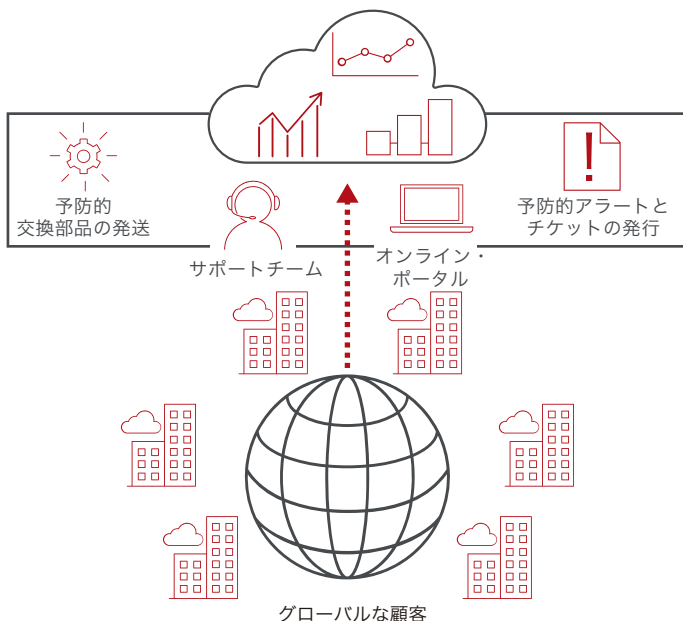 予防的
交換部品の発送
サポートチーム
オンライン・
ポータル
予防的アラートと
チケットの発行
グローバルな顧客